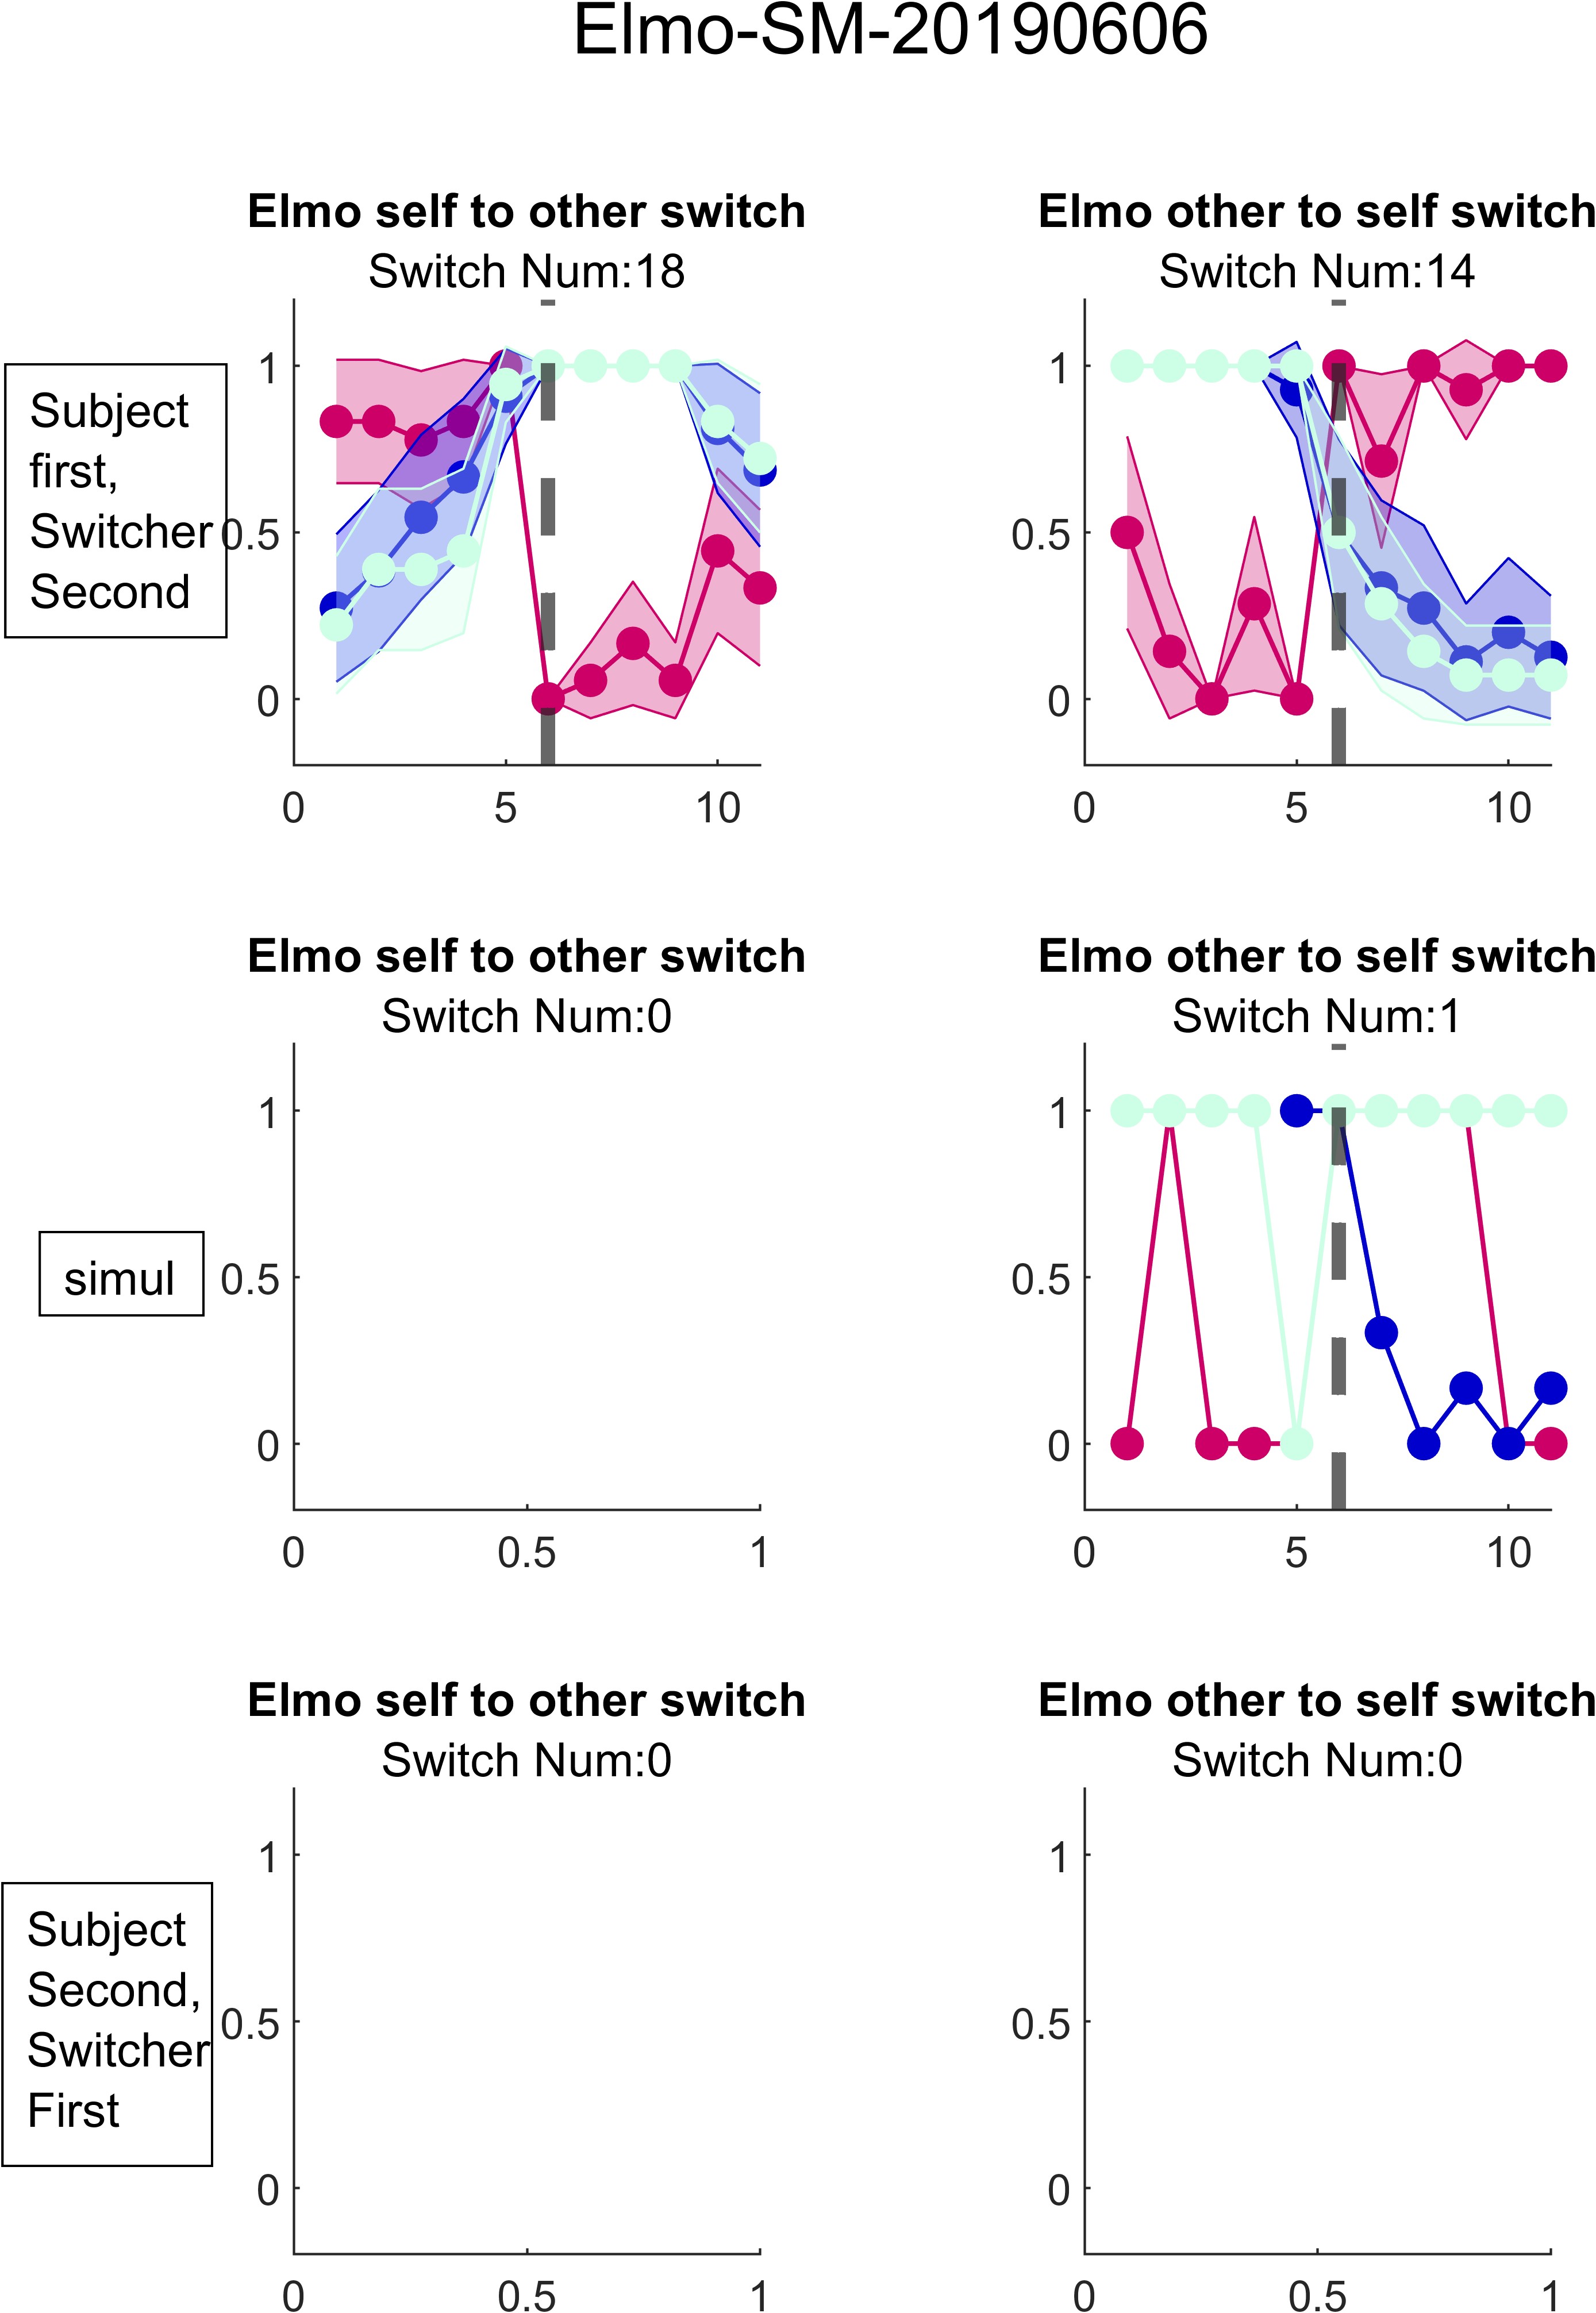 Elmo-SM-20190606
Elmo self to other switch
Switch Num:18
Elmo other to self switch
Switch Num:14
Subject
first,
Switcher
Second
1
0.5
0
0
5
10
1
0.5
0
0
5
10
Elmo self to other switch
Switch Num:0
Elmo other to self switch
Switch Num:1
simul
1
0.5
0
0
0.5
1
1
0.5
0
0
5
10
Elmo self to other switch
Switch Num:0
Elmo other to self switch
Switch Num:0
Subject
Second,
Switcher
First
1
0.5
0
0
0.5
1
1
0.5
0
0
0.5
1